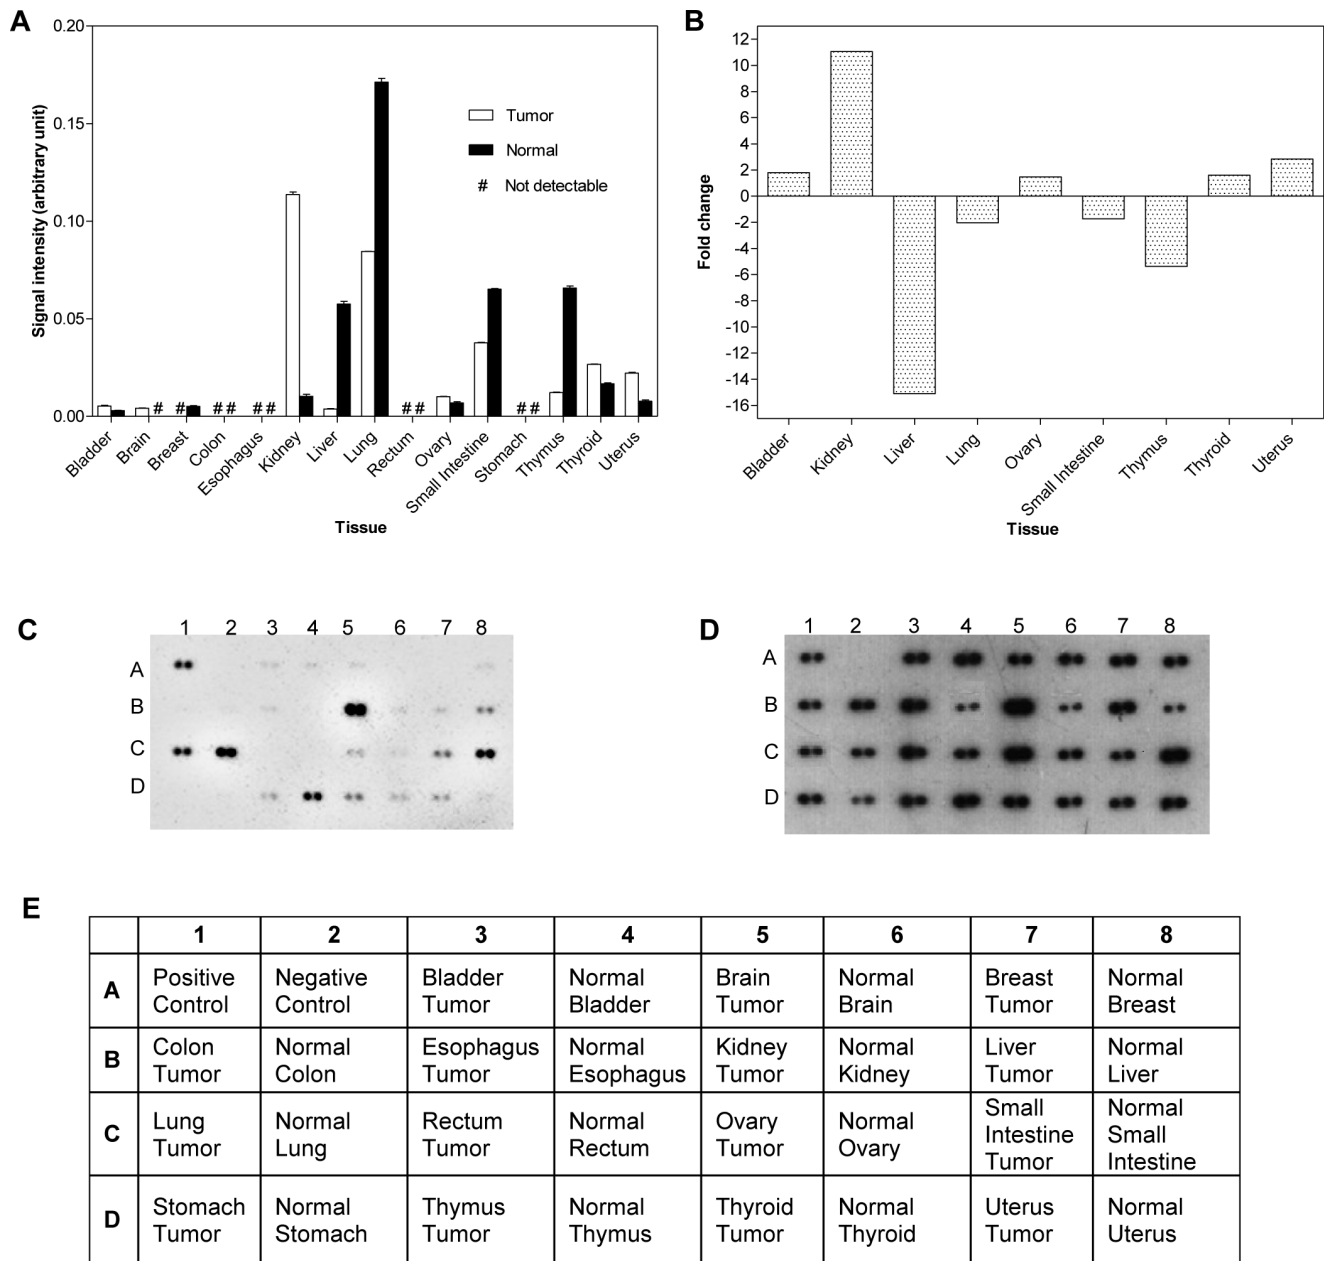 A
Signal intensity (arbitrary unit)
0.20
0.15
0.10
0.05
0.00
Tumor
Normal
# Not detectable
# # # # # # # # # #
Bladder
Brain
Breast
Colon
Esophagus
Kidney
Liver
Lung
Rectum
Ovary
Small Intestine
Stomach
Thymus
Thyroid
Uterus
Tissue
B
Fold change
12
10
8
6
4
2
0
-2
-4
-6
-8
-10
-12
-14
-16
Bladder
Kidney
Liver
Lung
Ovary
Small Intestine
Thymus
Thyroid
Uterus
Tissue
C
1 2 3 4 5 6 7 8
A
B
C
D
D
1 2 3 4 5 6 7 8
A
B
C
D
E
1 2 3 4 5 6 7 8
A
Positive Negative Bladder Normal Brain Normal Breast Normal
Control Control Tumor Bladder Tumor Brain Tumor Breast
B
Colon Normal Esophagus Normal Kidney Normal Liver Normal
Tumor Colon Tumor Esophagus Tumor Kidney Tumor Liver
C
Lung Normal Rectum Normal Ovary Normal Small Normal
Tumor Lung Tumor Rectum Tumor Ovary Intestine Small
Tumor Intestine
D
Stomach Normal Thymus Normal Thyroid Normal Uterus Normal
Tumor Stomach Tumor Thymus Tumor Thyroid Tumor Uterus